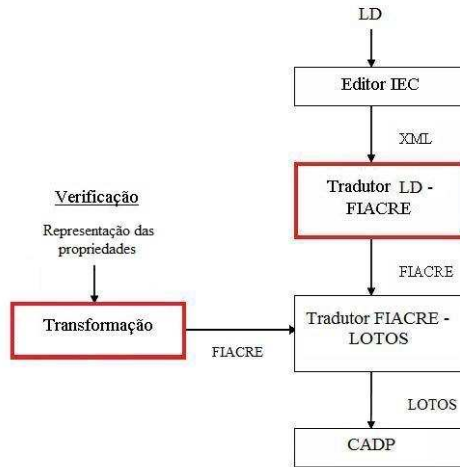 LD
Editor IEC
XML
Tradutor LD -
FIACRE
Verificação
Representação das
propriedades
FIACRE
Transformação
FIACRE
Tradutor FIACRE -
LOTOS
LOTOS
CADP